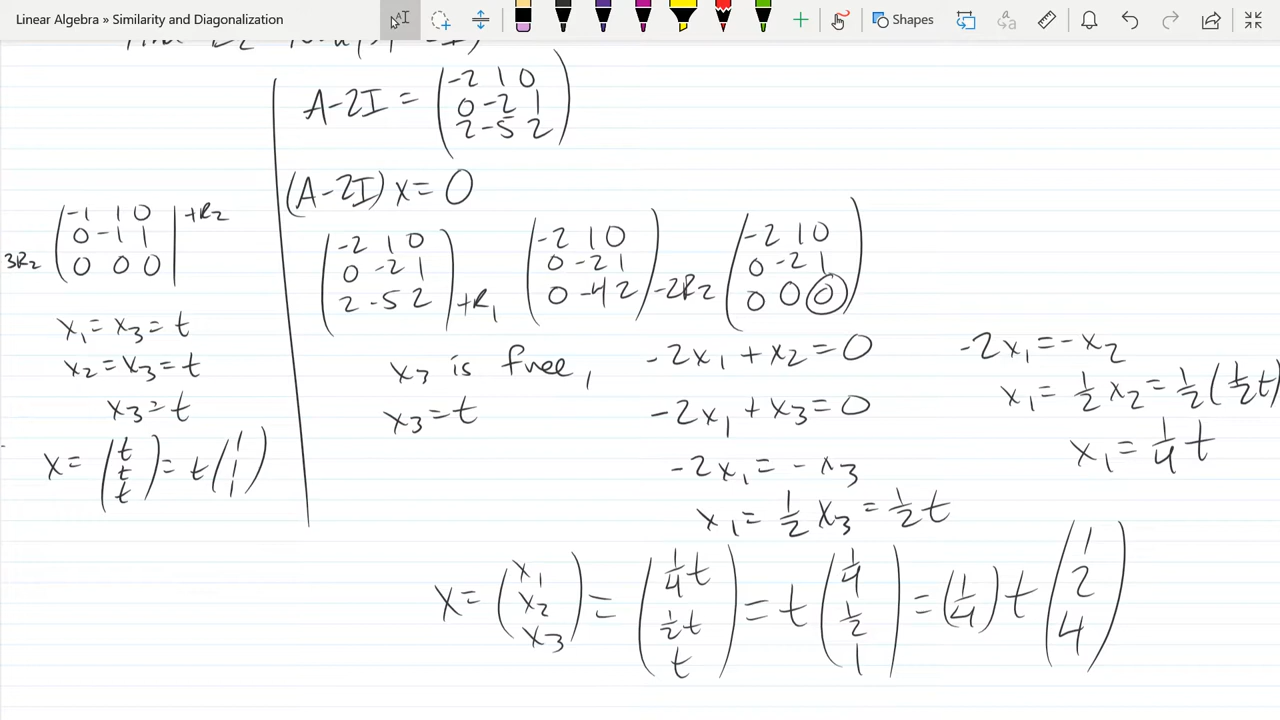 Linear Algebra » Similarity and Diagonalization
Shapes
A-2I = (-2 1 0
0 -2 1
2 -5 2)
(A-2I) x = 0
(-1 1 0 +R2
0 -1 1
3R2 0 0 0)
x1 = x3 = t
x2 = x3 = t
x3 = t
x = (t t t) = t (1 1 1)
(-2 1 0
0 -2 1
2 -5 2) +R1
(-2 1 0
0 -2 1
0 -4 2) -2R2
(-2 1 0
0 -2 1
0 0 0)
x3 is free,
x3 = t
-2x1 + x2 = 0
-2x1 + x3 = 0
-2x1 = -x3
x1 = 1/2 x3 = 1/2 t
-2x1 = -x2
x1 = 1/2 x2 = 1/2 (1/2 t)
x1 = 1/4 t
x = (x1 x2 x3) = (1/4 t 1/2 t t) = t (1/4 1/2 1) = (1/4) t (1 2 4)